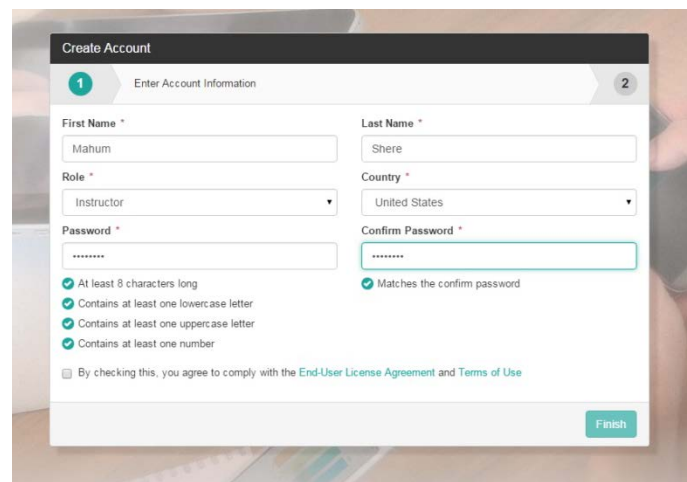 Create Account
1 Enter Account Information 2
First Name * Last Name *
Mahum Shere
Role * Country *
Instructor United States
Password * Confirm Password *
•••••••• ••••••••
At least 8 characters long Matches the confirm password
Contains at least one lowercase letter
Contains at least one uppercase letter
Contains at least one number
By checking this, you agree to comply with the End-User License Agreement and Terms of Use
Finish